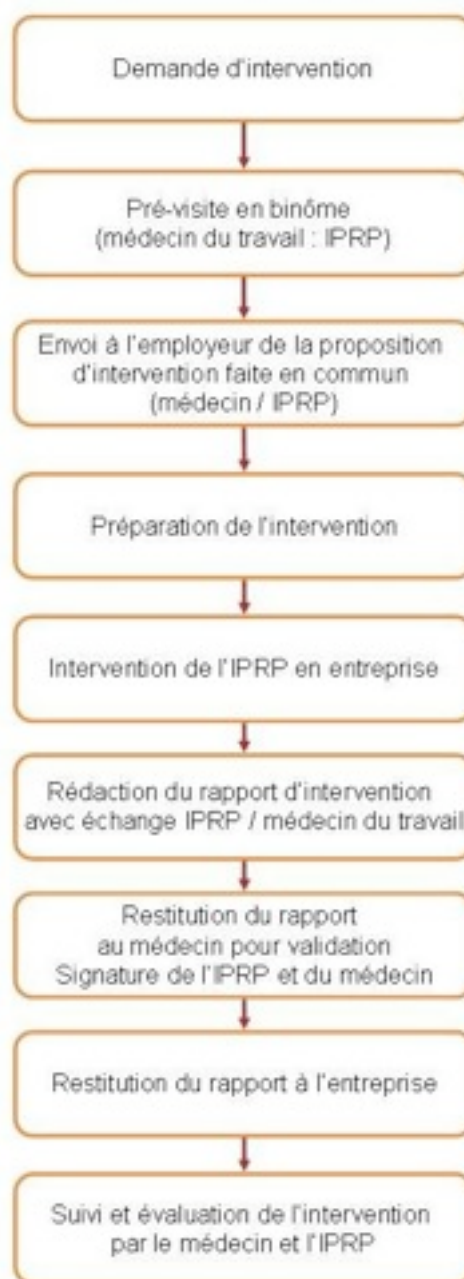 Demande d'intervention
Pré-visite en binôme
(médecin du travail : IPRP)
Envoi à l'employeur de la proposition
d'intervention faite en commun
(médecin / IPRP)
Préparation de l'intervention
Intervention de l'IPRP en entreprise
Rédaction du rapport d'intervention
avec échange IPRP / médecin du travail
Restitution du rapport
au médecin pour validation
Signature de l'IPRP et du médecin
Restitution du rapport à l'entreprise
Suivi et évaluation de l'intervention
par le médecin et l'IPRP